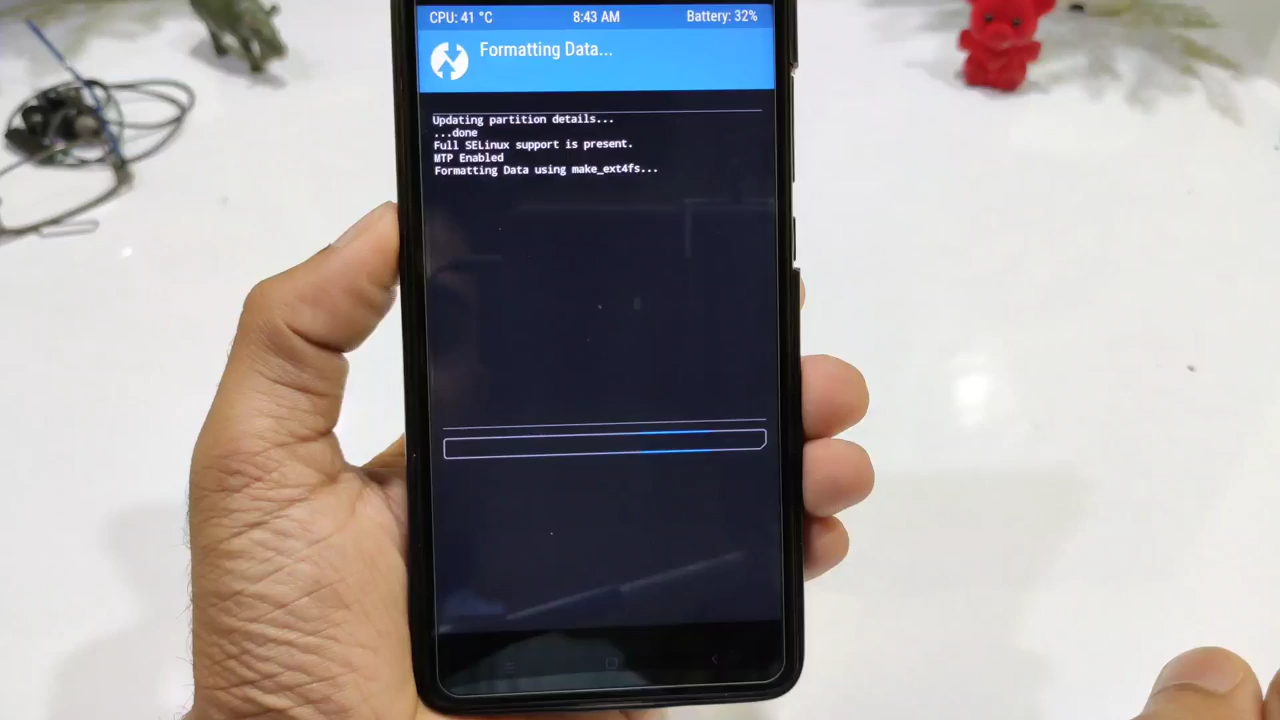 CPU: 41 °C 8:43 AM Battery: 32%
Formatting Data...
Updating partition details...
...done
Full SELinux support is present.
MTP Enabled
Formatting Data using make_ext4fs...